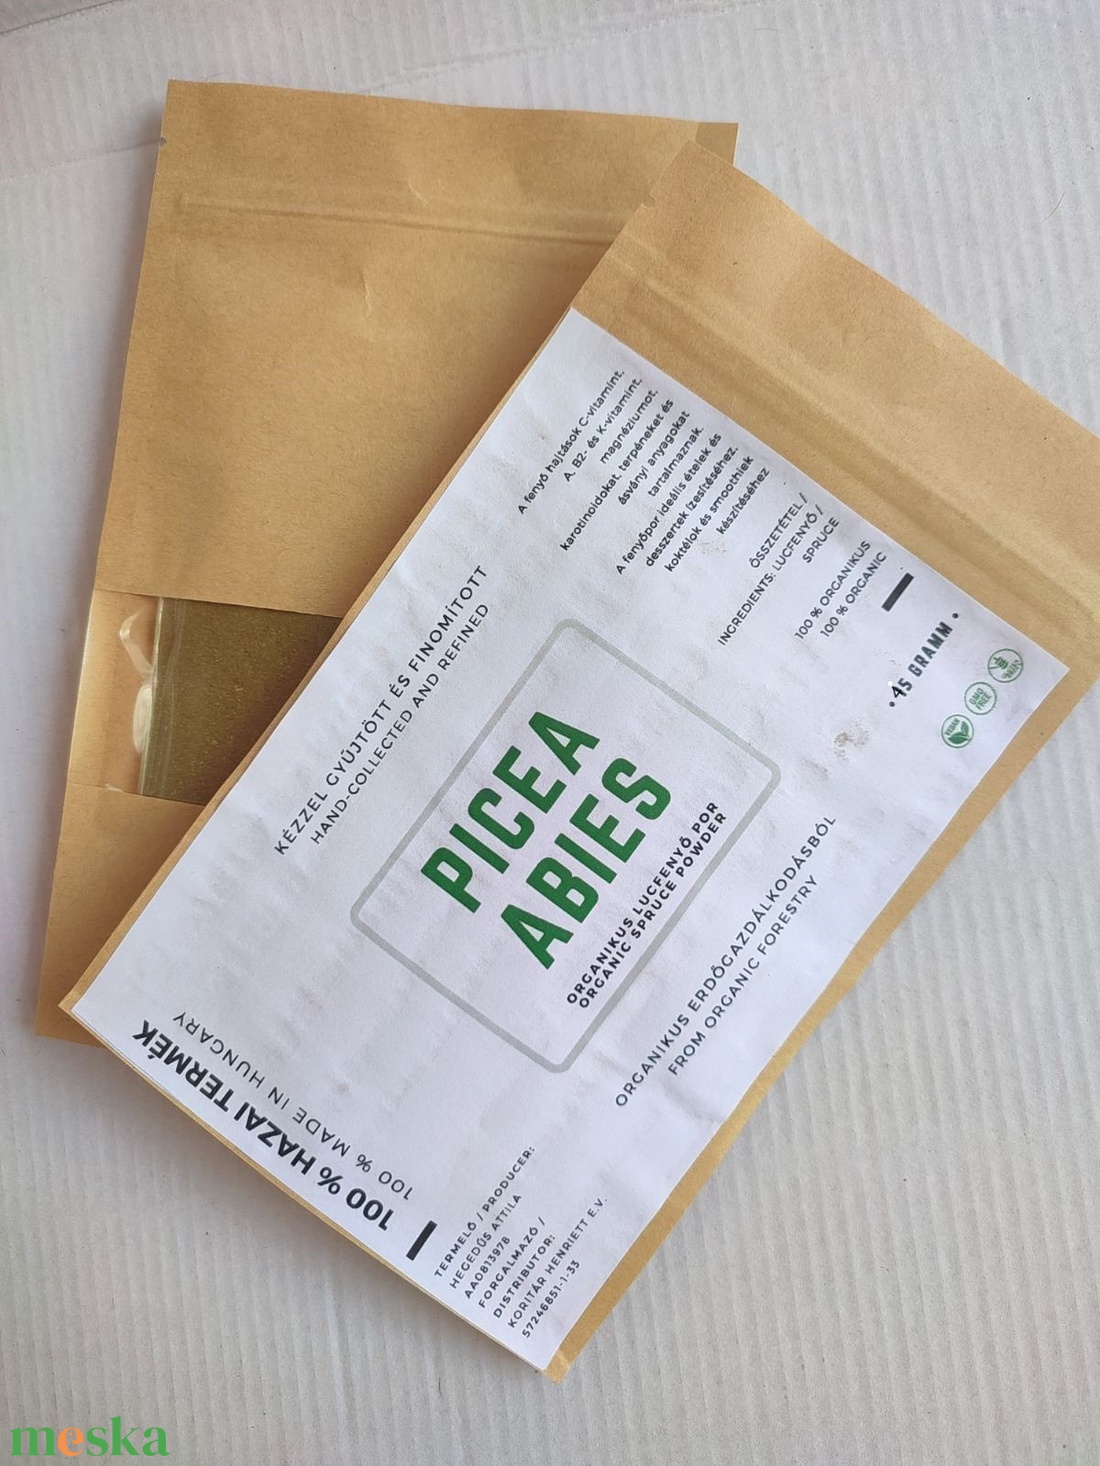 A fenyő hajtások C-vitamint,
A, B2- és K-vitamint,
magnéziumot,
karotinoidokat, terpéneket és
ásványi anyagokat
tartalmaznak.
A fenyőpor ideális ételek és
desszertek ízesítéséhez,
koktélok és smoothiek
készítéséhez
ÖSSZETÉTEL /
INGREDIENTS: LUCFENYŐ /
SPRUCE
100 % ORGANIKUS
100 % ORGANIC
• 45 GRAMM •
VEGAN
GMO
FREE
KÉZZEL GYŰJTÖTT ÉS FINOMÍTOTT
HAND-COLLECTED AND REFINED
PICEA
ABIES
ORGANIKUS LUCFENYŐ POR
ORGANIC SPRUCE POWDER
ORGANIKUS ERDŐGAZDÁLKODÁSBÓL
FROM ORGANIC FORESTRY
100 % HAZAI TERMÉK
100 % MADE IN HUNGARY
TERMELŐ / PRODUCER:
HEGEDŰS ATTILA
AA0813978
FORGALMAZÓ /
DISTRIBUTOR:
KORITÁR HENRIETT E.V.
57246851-1-33
meska